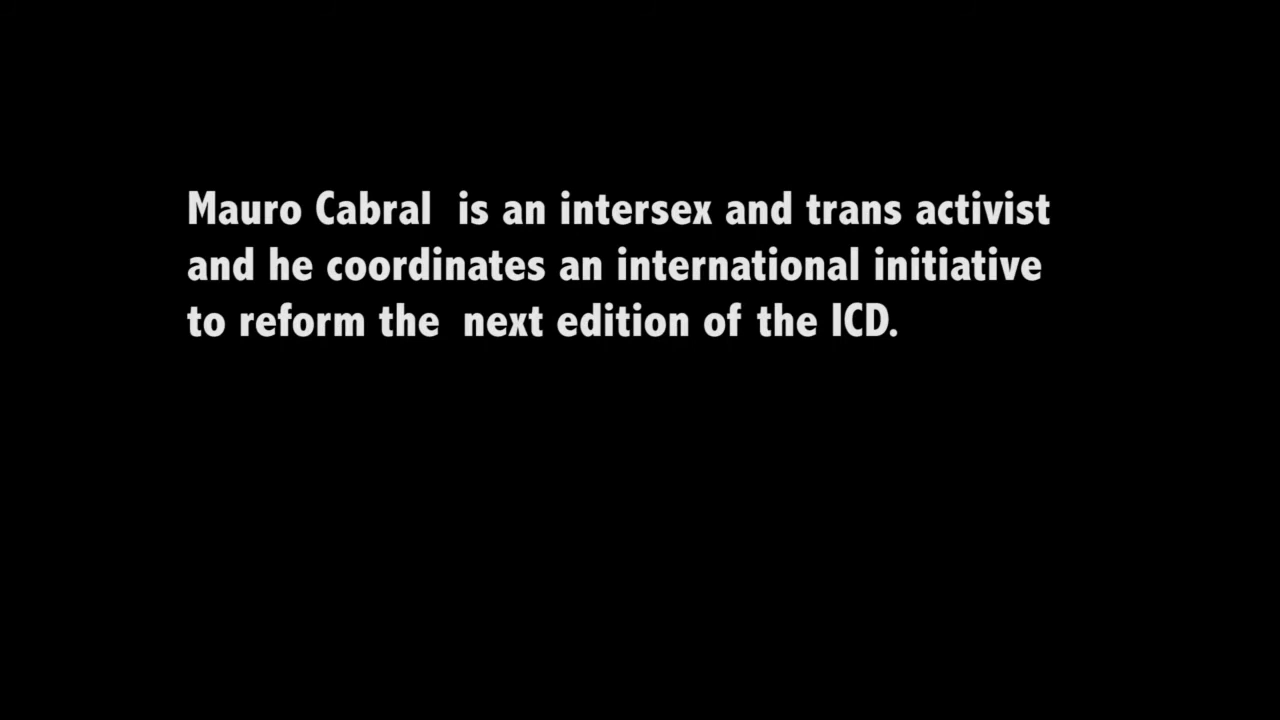 Mauro Cabral  is an intersex and trans activist
and he coordinates an international initiative
to reform the  next edition of the ICD.